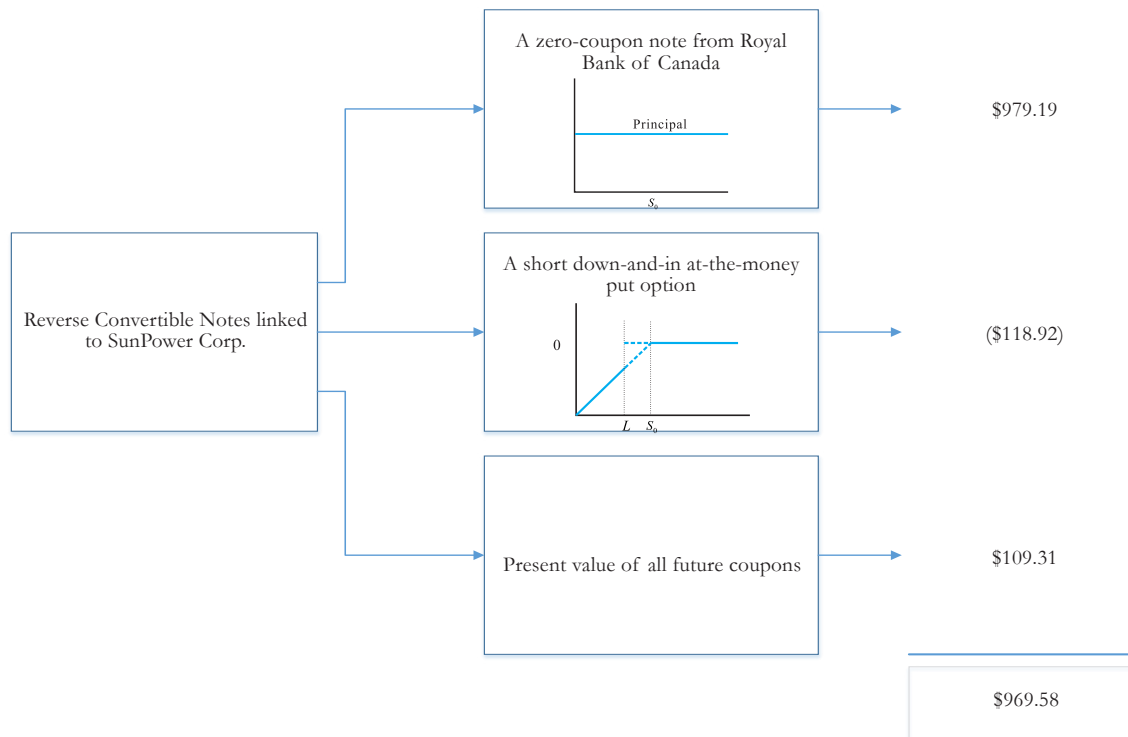 A zero-coupon note from Royal
Bank of Canada
Principal
S₀
$979.19
Reverse Convertible Notes linked
to SunPower Corp.
A short down-and-in at-the-money
put option
0
L
S₀
($118.92)
Present value of all future coupons
$109.31
$969.58